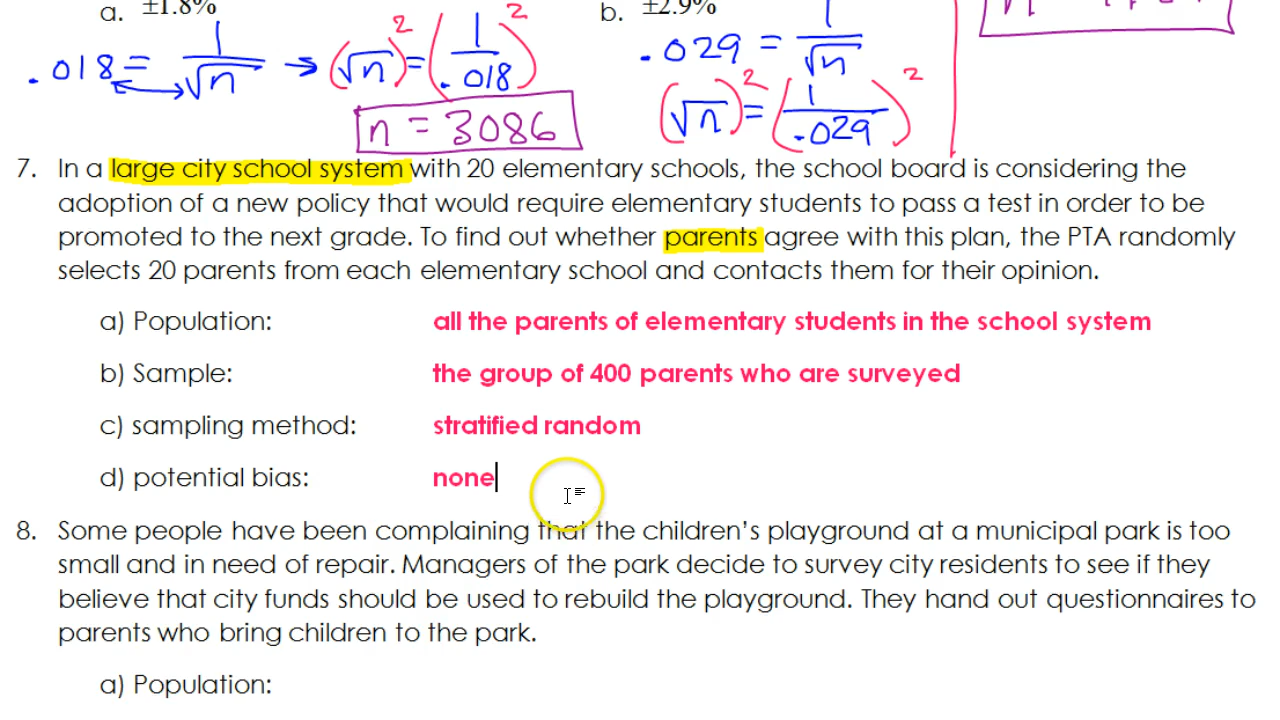 a. ±1.8%
b. ±2.9%
.018 = 1/√n → (√n)² = (1/.018)²
n = 3086
.029 = 1/√n
(√n)² = (1/.029)²
7. In a large city school system with 20 elementary schools, the school board is considering the
adoption of a new policy that would require elementary students to pass a test in order to be
promoted to the next grade. To find out whether parents agree with this plan, the PTA randomly
selects 20 parents from each elementary school and contacts them for their opinion.
a) Population: all the parents of elementary students in the school system
b) Sample: the group of 400 parents who are surveyed
c) sampling method: stratified random
d) potential bias: none
8. Some people have been complaining that the children's playground at a municipal park is too
small and in need of repair. Managers of the park decide to survey city residents to see if they
believe that city funds should be used to rebuild the playground. They hand out questionnaires to
parents who bring children to the park.
a) Population: